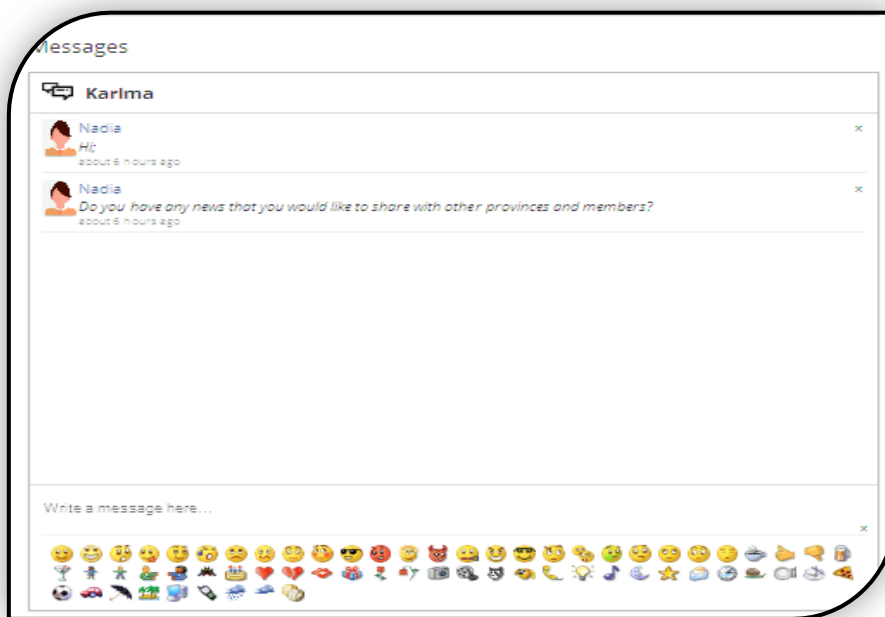 Messages
Karima
Nadia
×
Hi;
about 6 hours ago
Nadia
×
Do you have any news that you would like to share with other provinces and members?
about 6 hours ago
Write a message here...
×